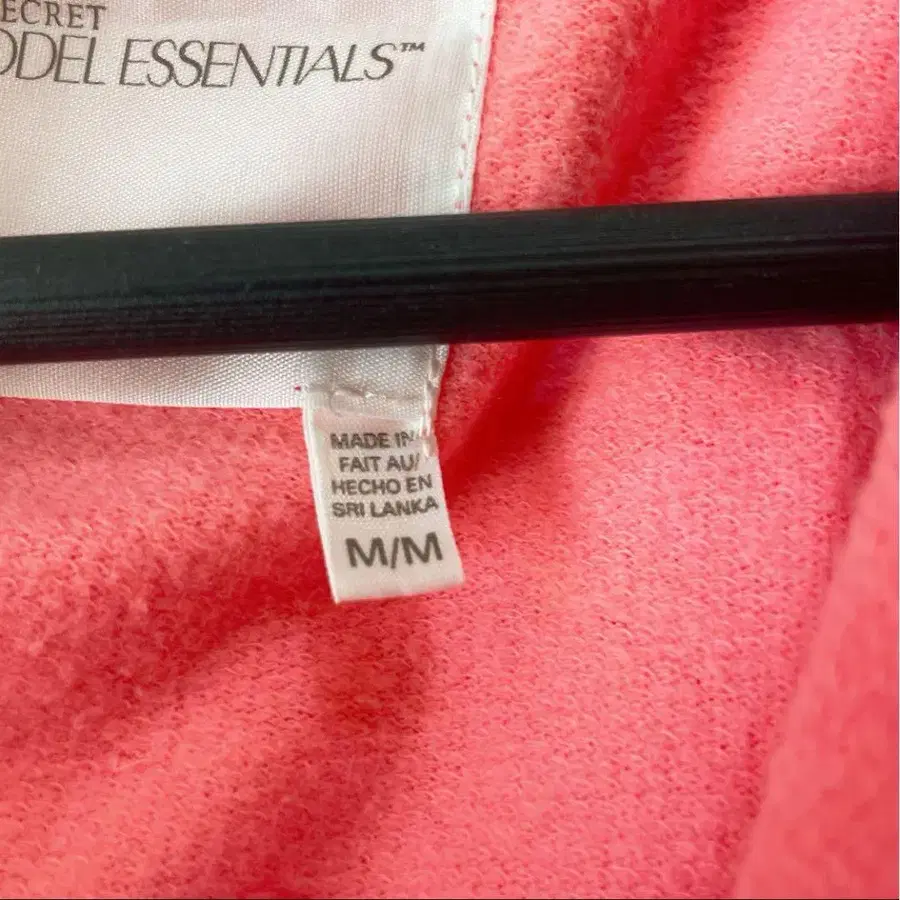 ECRET
ODEL ESSENTIALS™
MADE IN/
FAIT AU/
HECHO EN
SRI LANKA
M/M